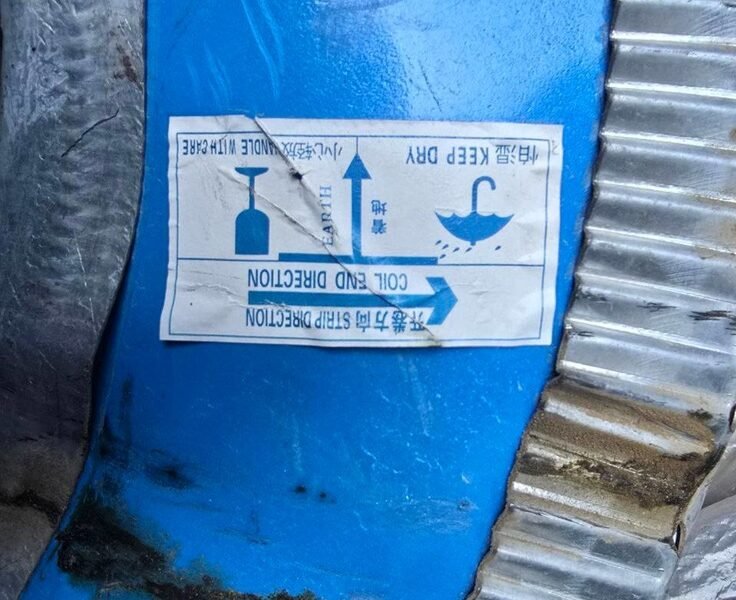 开卷方向 STRIP DIRECTION
COIL END DIRECTION
着地
EARTH
怕湿 KEEP DRY
小心轻放 HANDLE WITH CARE